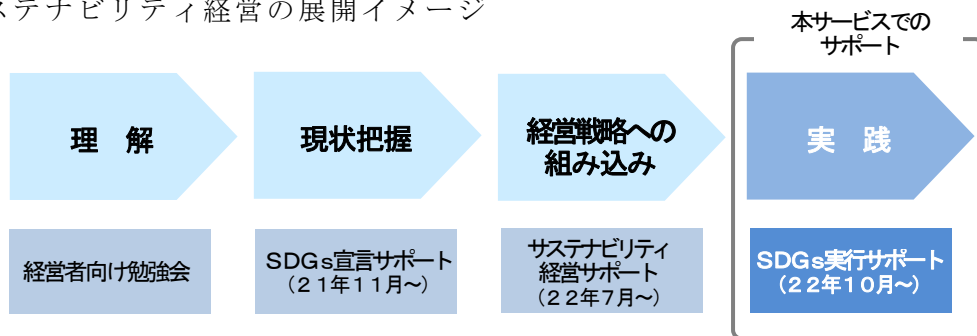 ステナビリティ経営の展開イメージ
本サービスでの
サポート
理 解
現状把握
経営戦略への
組み込み
実 践
経営者向け勉強会
SDGs宣言サポート
(21年11月~)
サステナビリティ
経営サポート
(22年7月~)
SDGs実行サポート
(22年10月~)